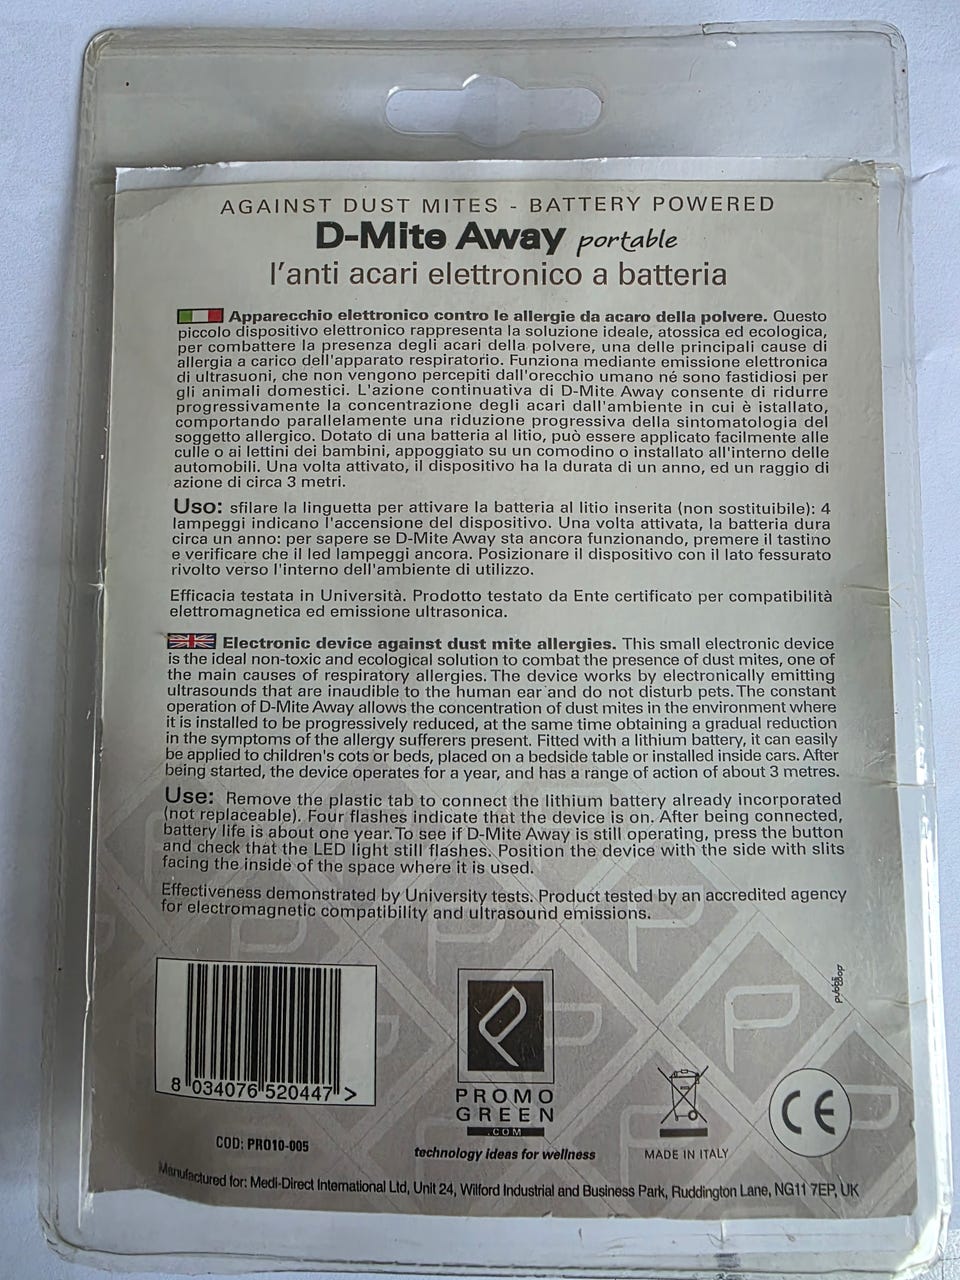 AGAINST DUST MITES - BATTERY POWERED
D-Mite Away portable
l'anti acari elettronico a batteria
Apparecchio elettronico contro le allergie da acaro della polvere. Questo
piccolo dispositivo elettronico rappresenta la soluzione ideale, atossica ed ecologica,
per combattere la presenza degli acari della polvere, una delle principali cause di
allergia a carico dell'apparato respiratorio. Funziona mediante emissione elettronica
di ultrasuoni, che non vengono percepiti dall'orecchio umano né sono fastidiosi per
gli animali domestici. L'azione continuativa di D-Mite Away consente di ridurre
progressivamente la concentrazione degli acari dall'ambiente in cui è istallato,
comportando parallelamente una riduzione progressiva della sintomatologia del
soggetto allergico. Dotato di una batteria al litio, può essere applicato facilmente alle
culle o ai lettini dei bambini, appoggiato su un comodino o installato all'interno delle
automobili. Una volta attivato, il dispositivo ha la durata di un anno, ed un raggio di
azione di circa 3 metri.
Uso: sfilare la linguetta per attivare la batteria al litio inserita (non sostituibile): 4
lampeggi indicano l'accensione del dispositivo. Una volta attivata, la batteria dura
circa un anno: per sapere se D-Mite Away sta ancora funzionando, premere il tastino
e verificare che il led lampeggi ancora. Posizionare il dispositivo con il lato fessurato
rivolto verso l'interno dell'ambiente di utilizzo.
Efficacia testata in Università. Prodotto testato da Ente certificato per compatibilità
elettromagnetica ed emissione ultrasonica.
Electronic device against dust mite allergies. This small electronic device
is the ideal non-toxic and ecological solution to combat the presence of dust mites, one of
the main causes of respiratory allergies. The device works by electronically emitting
ultrasounds that are inaudible to the human ear and do not disturb pets. The constant
operation of D-Mite Away allows the concentration of dust mites in the environment where
it is installed to be progressively reduced, at the same time obtaining a gradual reduction
in the symptoms of the allergy sufferers present. Fitted with a lithium battery, it can easily
be applied to children's cots or beds, placed on a bedside table or installed inside cars. After
being started, the device operates for a year, and has a range of action of about 3 metres.
Use: Remove the plastic tab to connect the lithium battery already incorporated
(not replaceable). Four flashes indicate that the device is on. After being connected,
battery life is about one year. To see if D-Mite Away is still operating, press the button
and check that the LED light still flashes. Position the device with the side with slits
facing the inside of the space where it is used.
Effectiveness demonstrated by University tests. Product tested by an accredited agency
for electromagnetic compatibility and ultrasound emissions.
pubblicoop
8 034076 520447 >
COD: PRO10-005
PROMO
GREEN
.COM
technology ideas for wellness
MADE IN ITALY
CE
Manufactured for: Medi-Direct International Ltd, Unit 24, Wilford Industrial and Business Park, Ruddington Lane, NG11 7EP, UK